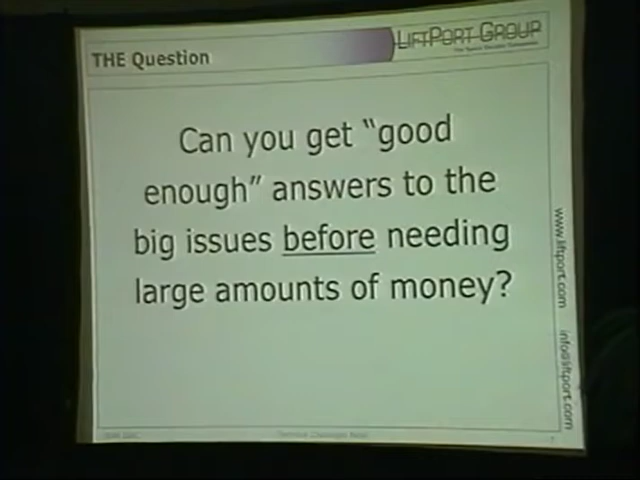 THE Question
LIFTPORT GROUP
Can you get “good
enough” answers to the
big issues before needing
large amounts of money?
www.liftport.com
info@liftport.com